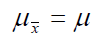 μ_x̅ = μ